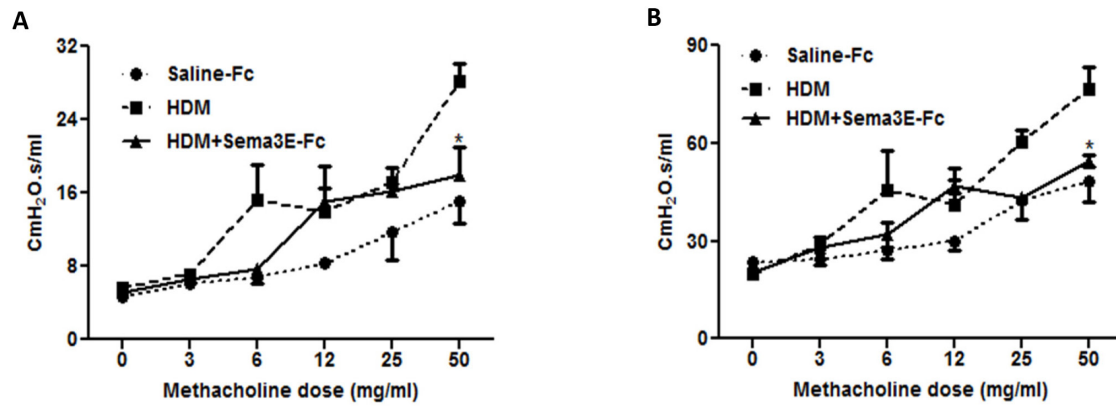 A
32
24
16
8
0
CmH₂O.s/ml
Saline-Fc
HDM
HDM+Sema3E-Fc
*
0 3 6 12 25 50
Methacholine dose (mg/ml)
B
90
60
30
0
CmH₂O.s/ml
Saline-Fc
HDM
HDM+Sema3E-Fc
*
0 3 6 12 25 50
Methacholine dose (mg/ml)